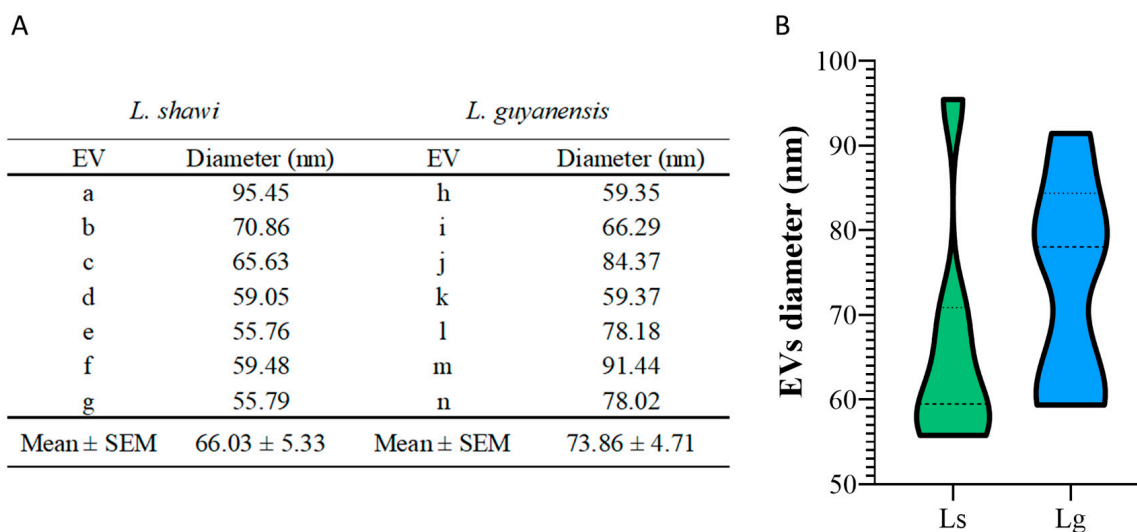 A
L. shawi L. guyanensis
EV Diameter (nm) EV Diameter (nm)
a 95.45 h 59.35
b 70.86 i 66.29
c 65.63 j 84.37
d 59.05 k 59.37
e 55.76 l 78.18
f 59.48 m 91.44
g 55.79 n 78.02
Mean ± SEM 66.03 ± 5.33 Mean ± SEM 73.86 ± 4.71
B
EVs diameter (nm)
100
90
80
70
60
50
Ls Lg